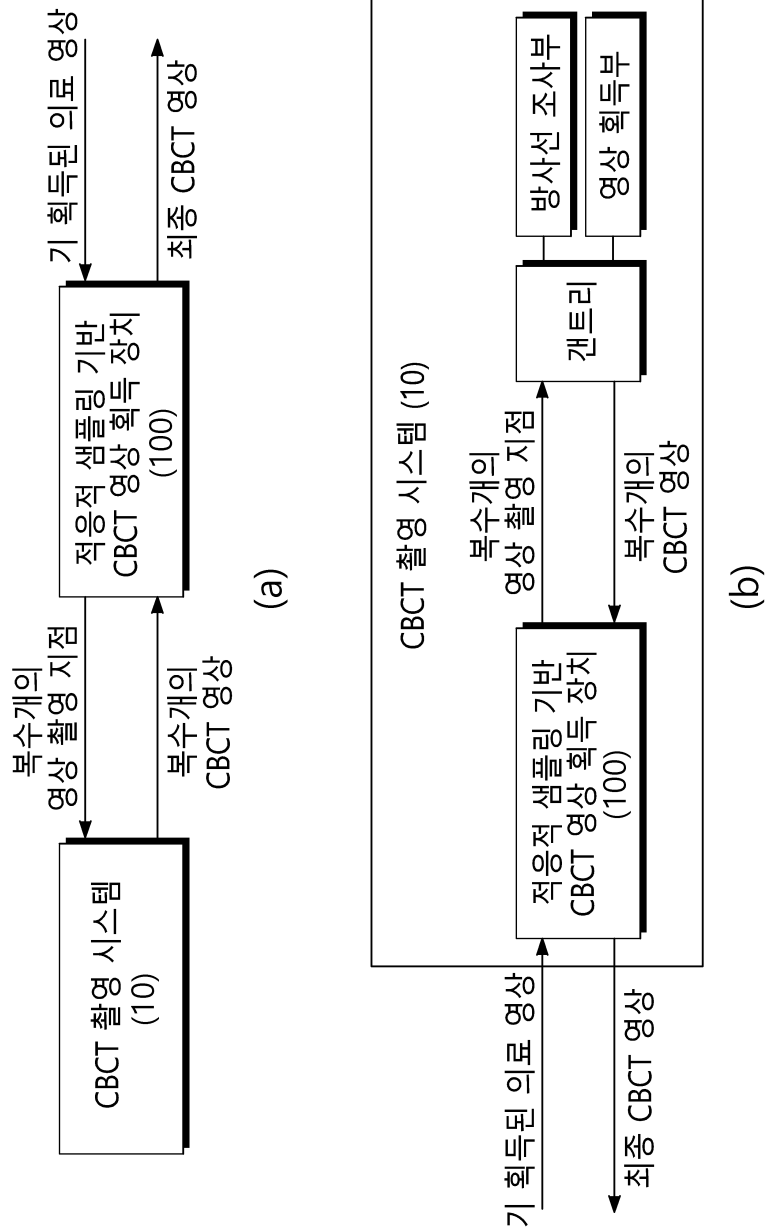 CBCT 촬영 시스템
(10)
복수개의
영상 촬영 지점
복수개의
CBCT 영상
적응적 샘플링 기반
CBCT 영상 획득 장치
(100)
기 획득된 의료 영상
최종 CBCT 영상
(a)
CBCT 촬영 시스템 (10)
기 획득된 의료 영상
최종 CBCT 영상
적응적 샘플링 기반
CBCT 영상 획득 장치
(100)
복수개의
영상 촬영 지점
복수개의
CBCT 영상
갠트리
방사선 조사부
영상 획득부
(b)